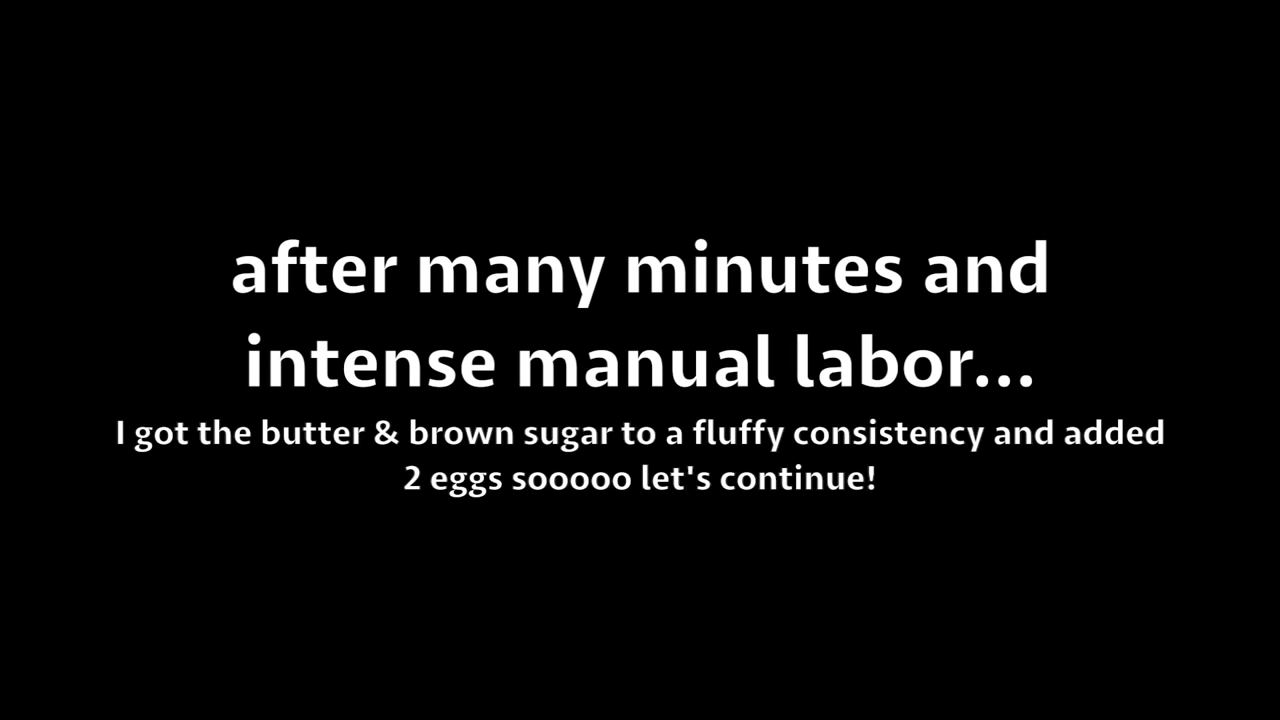 after many minutes and
intense manual labor...
I got the butter & brown sugar to a fluffy consistency and added
2 eggs sooooo let's continue!